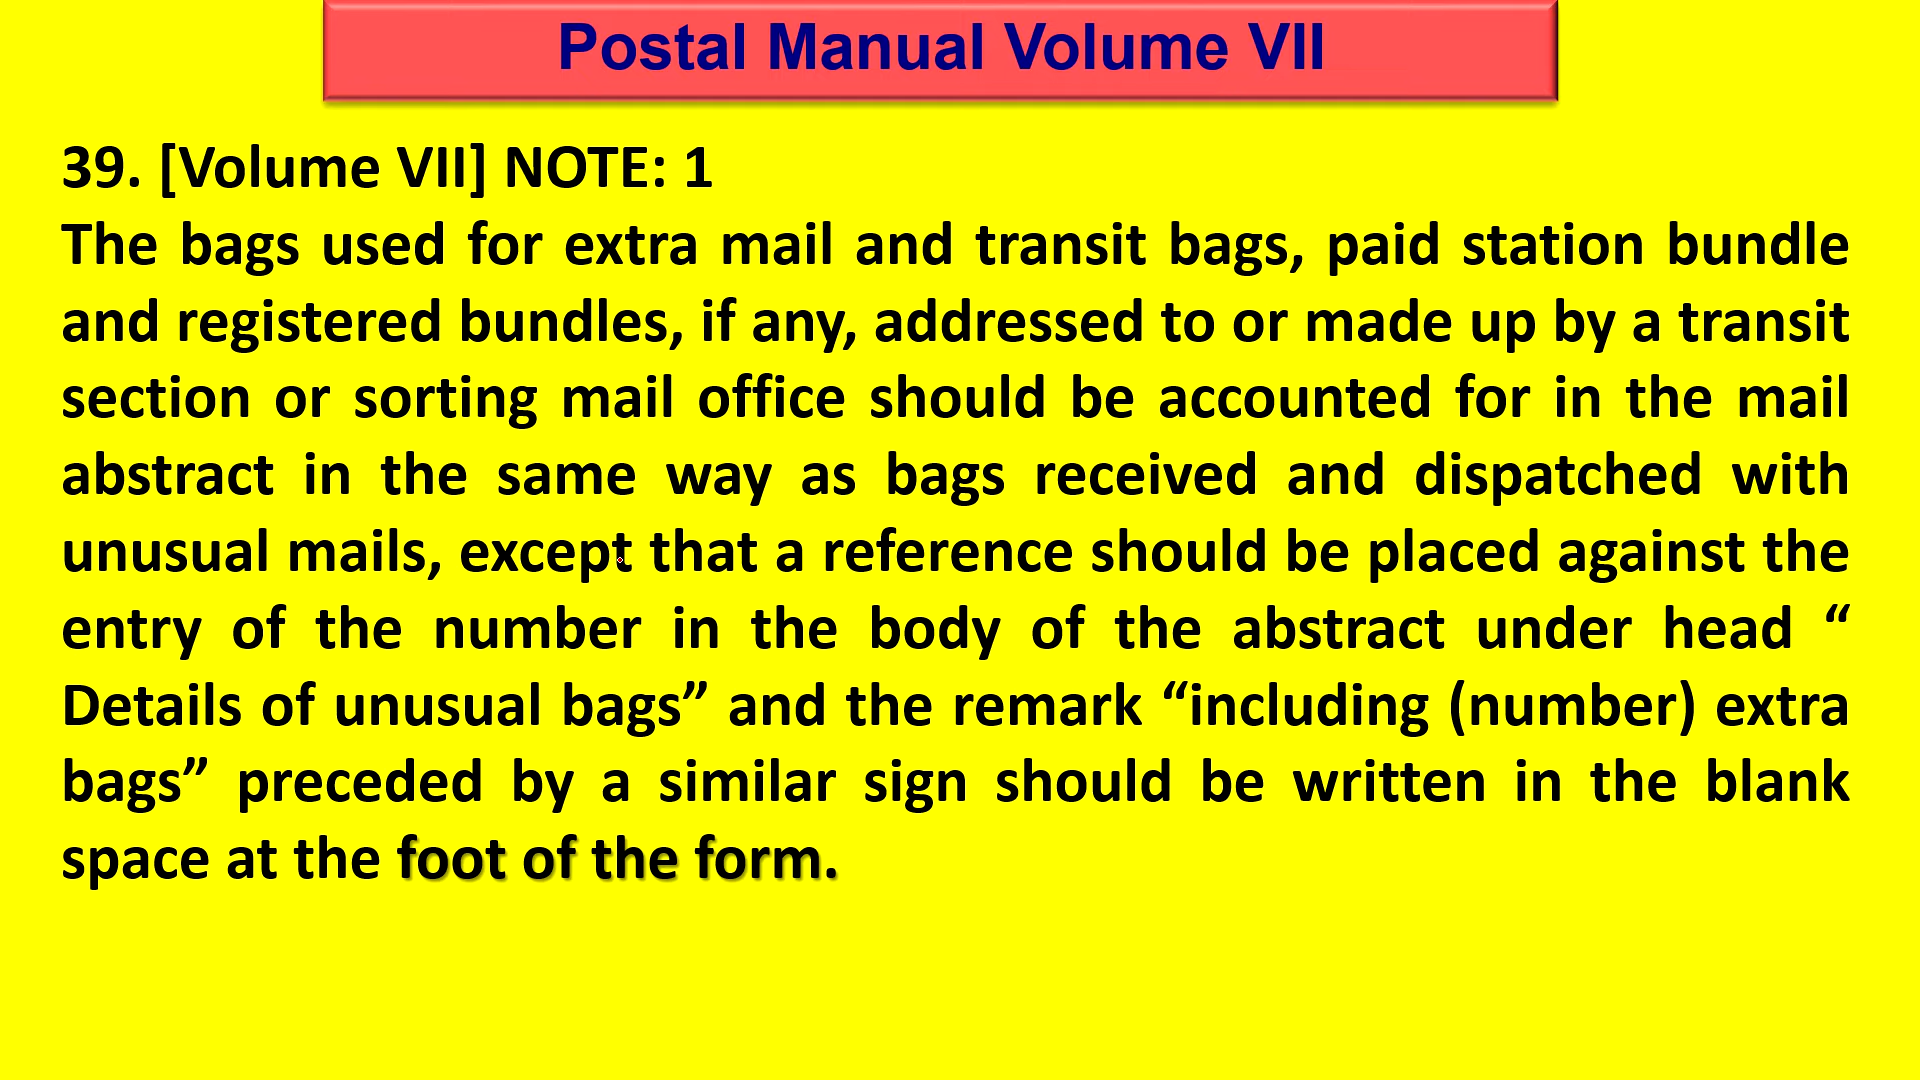 Postal Manual Volume VII
39. [Volume VII] NOTE: 1
The bags used for extra mail and transit bags, paid station bundle
and registered bundles, if any, addressed to or made up by a transit
section or sorting mail office should be accounted for in the mail
abstract in the same way as bags received and dispatched with
unusual mails, except that a reference should be placed against the
entry of the number in the body of the abstract under head “
Details of unusual bags” and the remark “including (number) extra
bags” preceded by a similar sign should be written in the blank
space at the foot of the form.